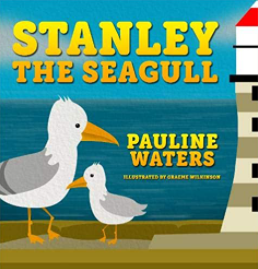 STANLEY
THE SEAGULL
PAULINE
WATERS
ILLUSTRATED BY GRAEME WILKINSON